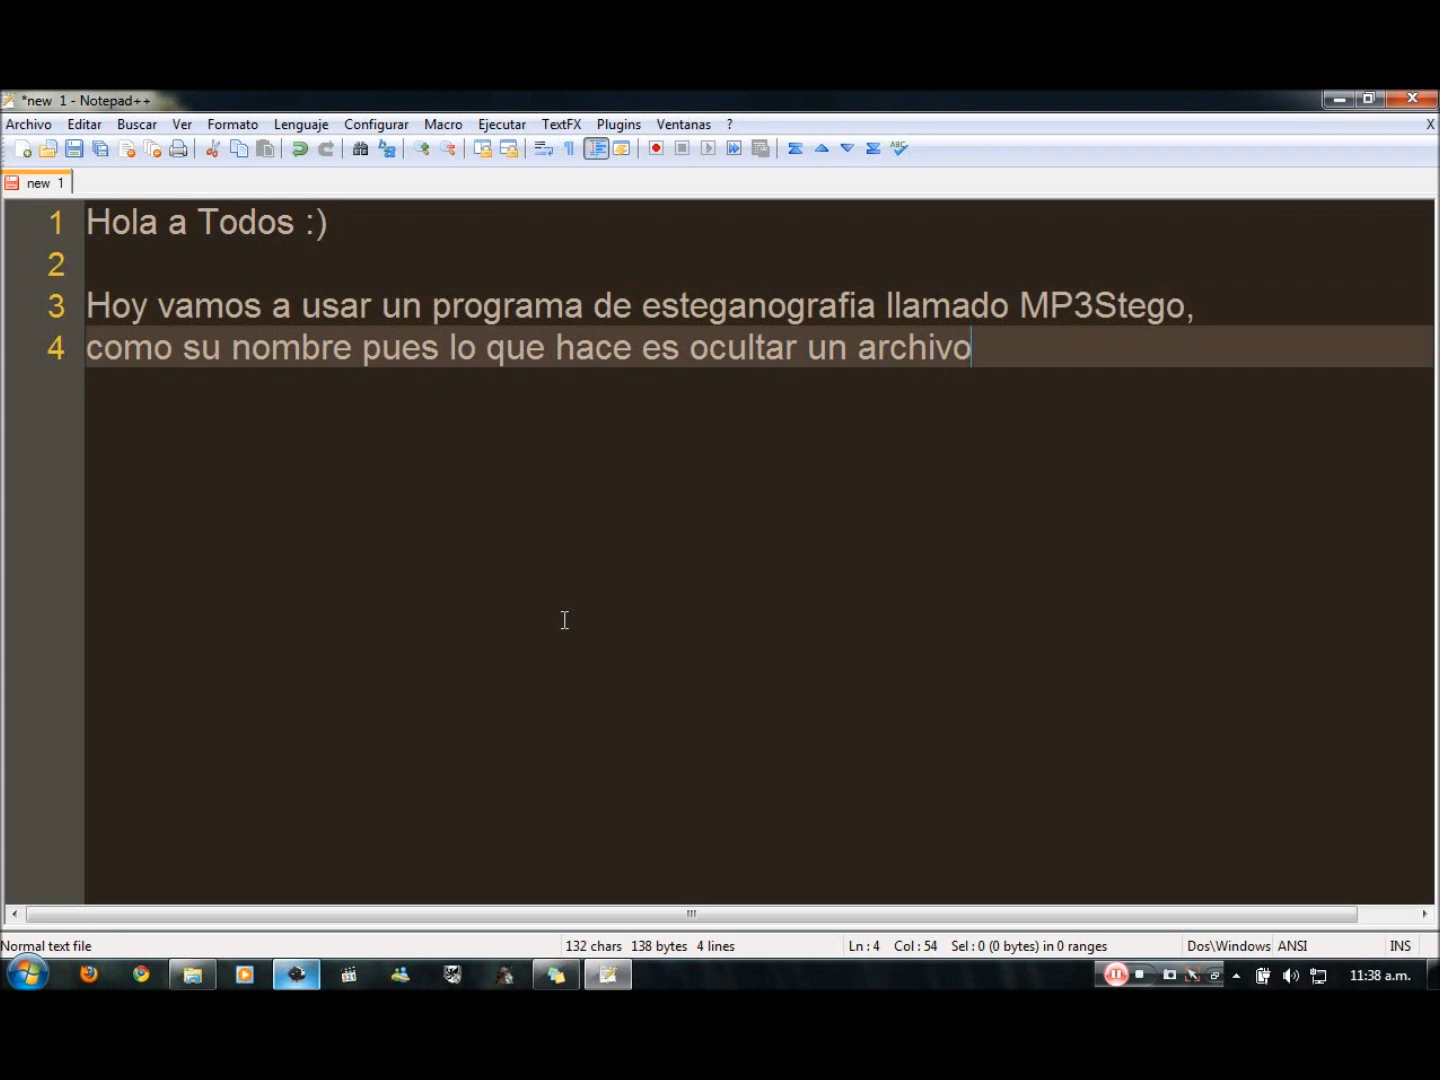 *new 1 - Notepad++
Archivo Editar Buscar Ver Formato Lenguaje Configurar Macro Ejecutar TextFX Plugins Ventanas ? X
new 1
1 Hola a Todos :)
2
3 Hoy vamos a usar un programa de esteganografia llamado MP3Stego,
4 como su nombre pues lo que hace es ocultar un archivo
Normal text file 132 chars 138 bytes 4 lines Ln : 4 Col : 54 Sel : 0 (0 bytes) in 0 ranges Dos\Windows ANSI INS
11:38 a.m.